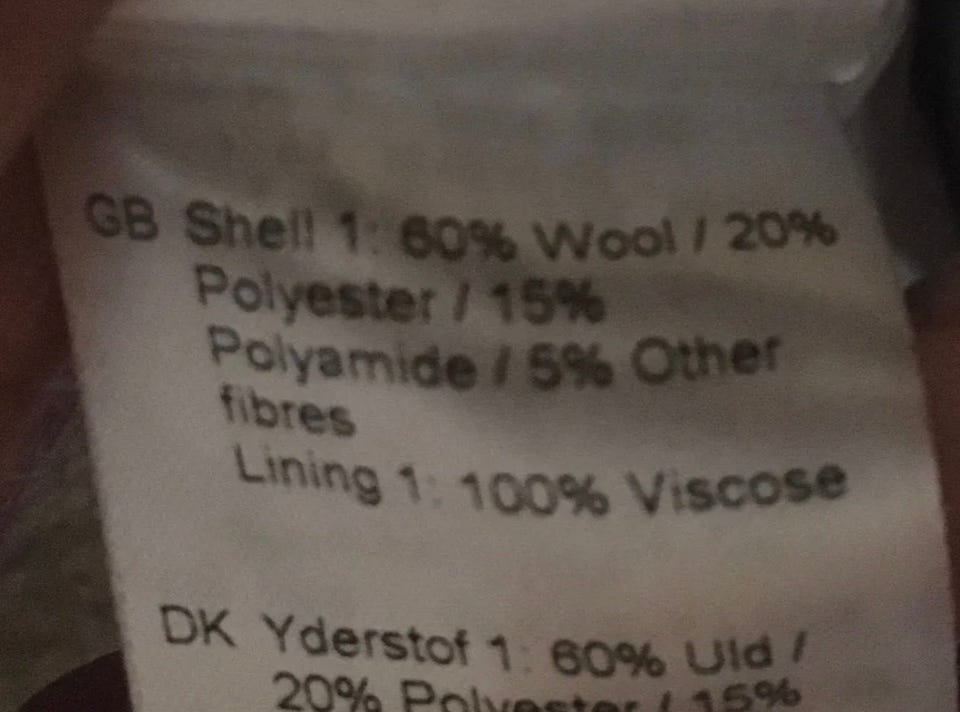 GB Shell 1: 60% Wool / 20%
Polyester / 15%
Polyamide / 5% Other
fibres
Lining 1: 100% Viscose
DK Yderstof 1: 60% Uld /
20% Polyester / 15%